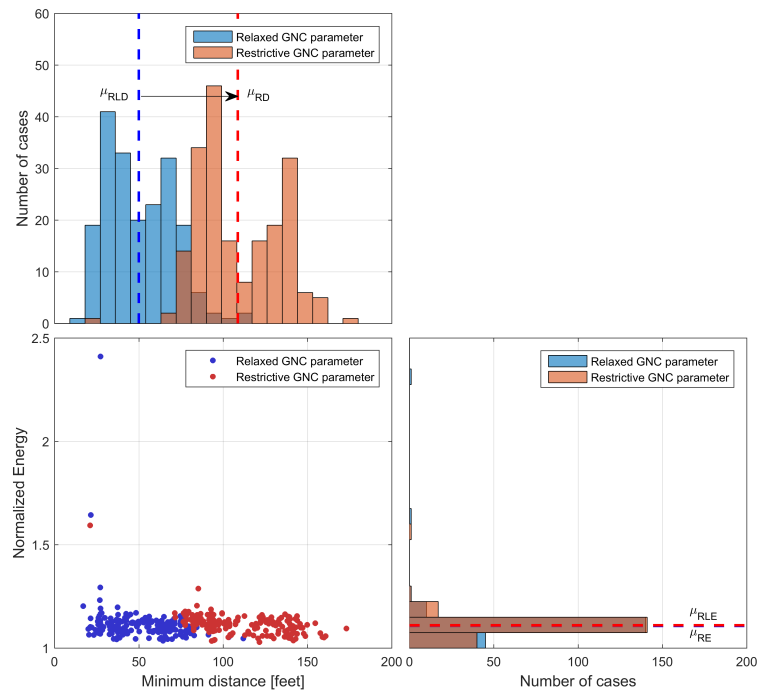 60
50
40
30
20
10
0
Number of cases
Relaxed GNC parameter
Restrictive GNC parameter
μRLD
μRD
2.5
2
1.5
1
Normalized Energy
Relaxed GNC parameter
Restrictive GNC parameter
0 50 100 150 200
Minimum distance [feet]
Relaxed GNC parameter
Restrictive GNC parameter
μRLE
μRE
0 50 100 150 200
Number of cases